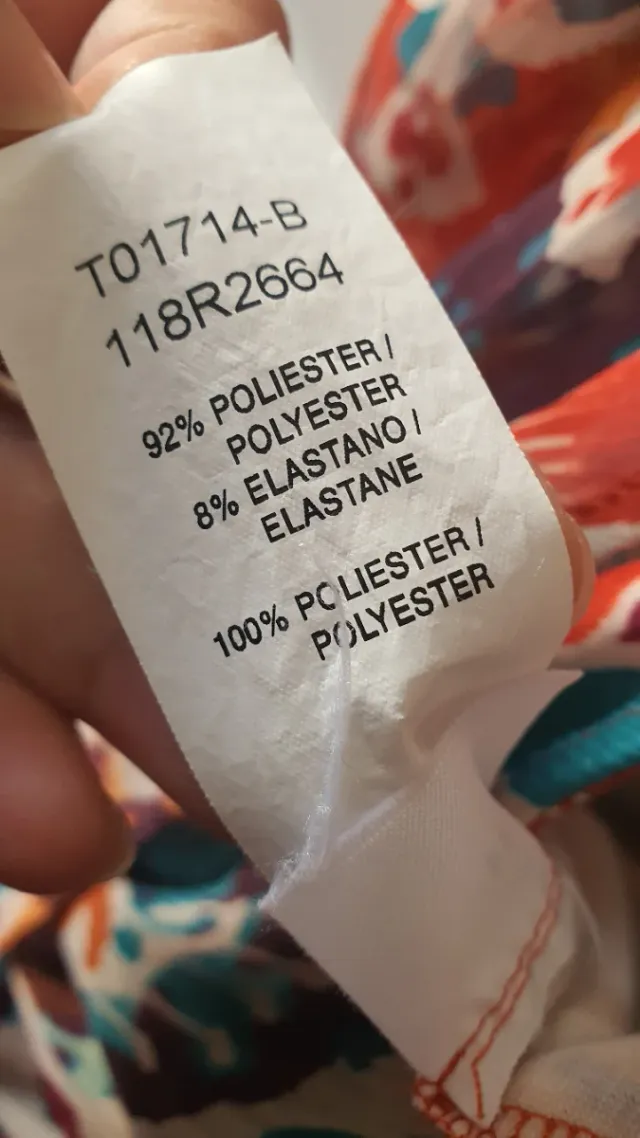 T01714-B
118R2664
92% POLIESTER /
POLYESTER
8% ELASTANO /
ELASTANE
100% POLIESTER /
POLYESTER